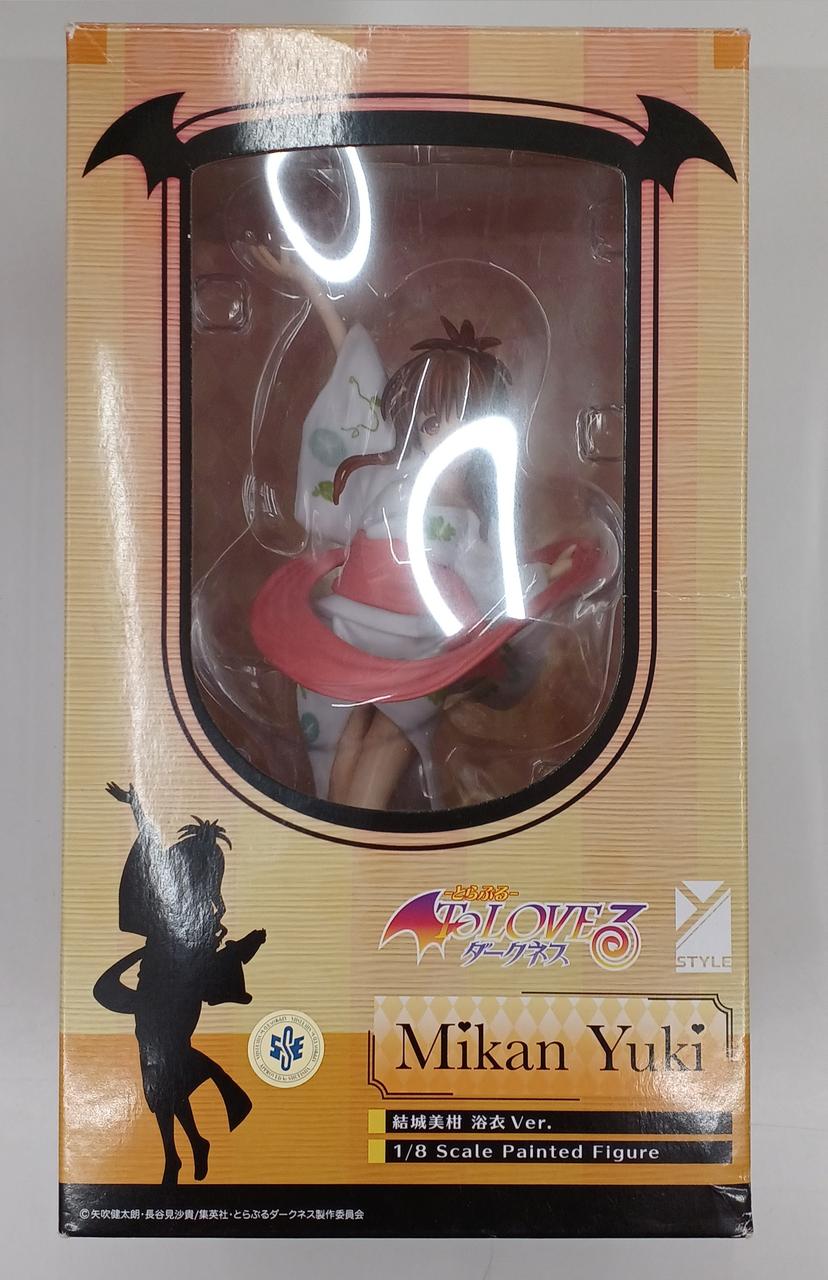 -とらぶる-
To LOVEる
ダークネス
STYLE
Mikan Yuki
結城美柑 浴衣 Ver.
1/8 Scale Painted Figure
©矢吹健太朗・長谷見沙貴/集英社・とらぶるダークネス製作委員会